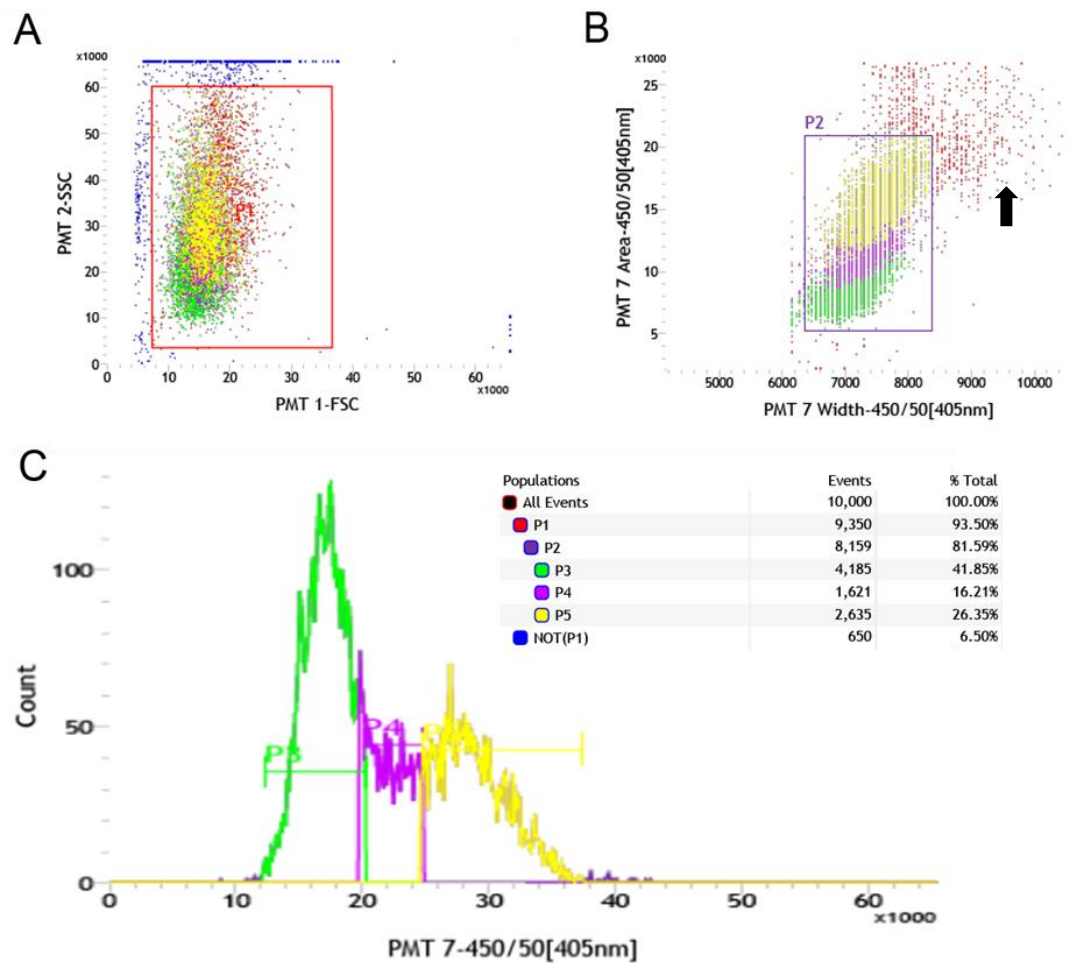 A
x1000
60
50
40
30
20
10
0
PMT 2-SSC
P1
0 10 20 30 40 50 60
x1000
PMT 1-FSC
B
x1000
25
20
15
10
5
PMT 7 Area-450/50[405nm]
P2
5000 6000 7000 8000 9000 10000
PMT 7 Width-450/50[405nm]
C
100
50
0
Count
P3
P4
0 10 20 30 40 50 60
x1000
PMT 7-450/50[405nm]
Populations Events % Total
All Events 10,000 100.00%
P1 9,350 93.50%
P2 8,159 81.59%
P3 4,185 41.85%
P4 1,621 16.21%
P5 2,635 26.35%
NOT(P1) 650 6.50%